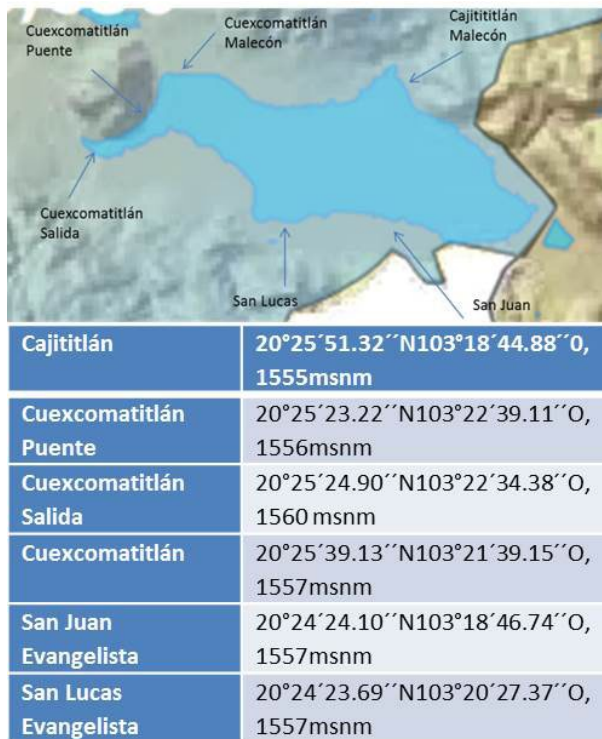 Cuexcomatitlán
Puente
Cuexcomatitlán
Malecón
Cajitititlán
Malecón
Cuexcomatitlán
Salida
San Lucas
San Juan
Cajititlán
20°25´51.32´´N103°18´44.88´´0,
1555msnm
Cuexcomatitlán
Puente
20°25´23.22´´N103°22´39.11´´O,
1556msnm
Cuexcomatitlán
Salida
20°25´24.90´´N103°22´34.38´´O,
1560 msnm
Cuexcomatitlán
20°25´39.13´´N103°21´39.15´´O,
1557msnm
San Juan
Evangelista
20°24´24.10´´N103°18´46.74´´O,
1557msnm
San Lucas
Evangelista
20°24´23.69´´N103°20´27.37´´O,
1557msnm